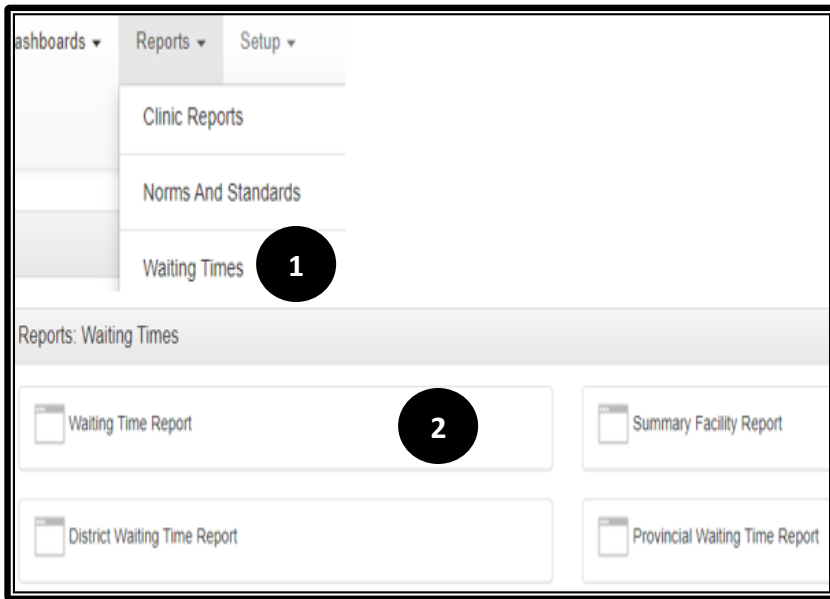 ashboards Reports Setup
Clinic Reports
Norms And Standards
Waiting Times 1
Reports: Waiting Times
Waiting Time Report 2 Summary Facility Report
District Waiting Time Report Provincial Waiting Time Report